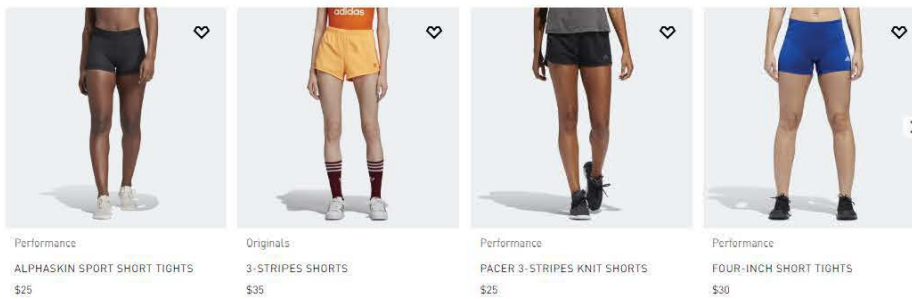 adidas
Performance
ALPHASKIN SPORT SHORT TIGHTS
$25
Originals
3-STRIPES SHORTS
$35
Performance
PACER 3-STRIPES KNIT SHORTS
$25
Performance
FOUR-INCH SHORT TIGHTS
$30